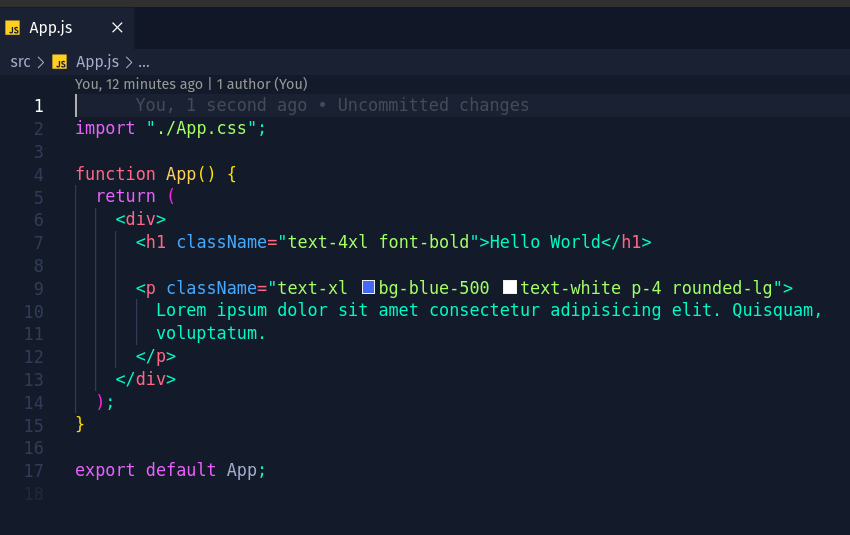 JS App.js ×
src > JS App.js > ...
You, 12 minutes ago | 1 author (You)
1 You, 1 second ago • Uncommitted changes
2 import "./App.css";
3
4 function App() {
5 return (
6 <div>
7 <h1 className="text-4xl font-bold">Hello World</h1>
8
9 <p className="text-xl bg-blue-500 text-white p-4 rounded-lg">
10 Lorem ipsum dolor sit amet consectetur adipisicing elit. Quisquam,
11 voluptatum.
12 </p>
13 </div>
14 );
15 }
16
17 export default App;
18